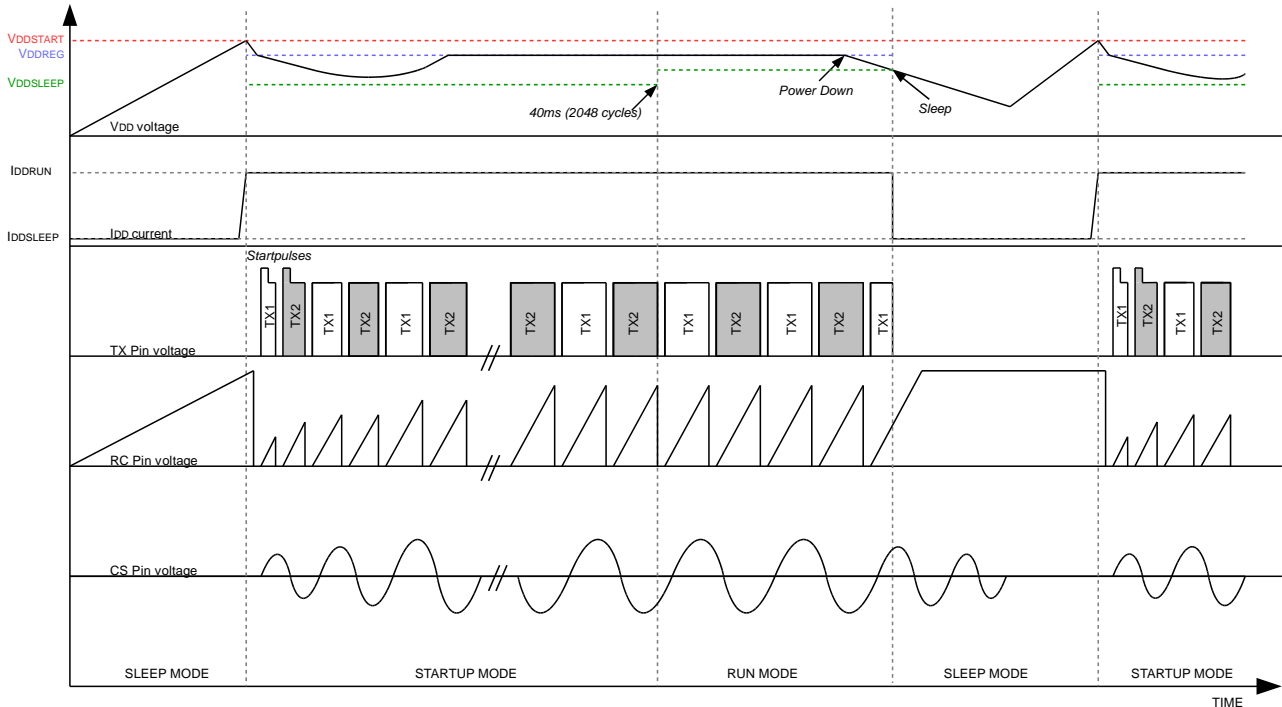 VDDSTART
VDDREG
VDDSLEEP
40ms (2048 cycles)
Power Down
Sleep
VDD voltage
IDDRUN
IDDSLEEP
IDD current
Startpulses
TX1
TX2
TX1
TX2
TX1
TX2
TX2
TX1
TX2
TX1
TX2
TX1
TX2
TX1
TX1
TX2
TX1
TX2
TX Pin voltage
RC Pin voltage
CS Pin voltage
SLEEP MODE
STARTUP MODE
RUN MODE
SLEEP MODE
STARTUP MODE
TIME